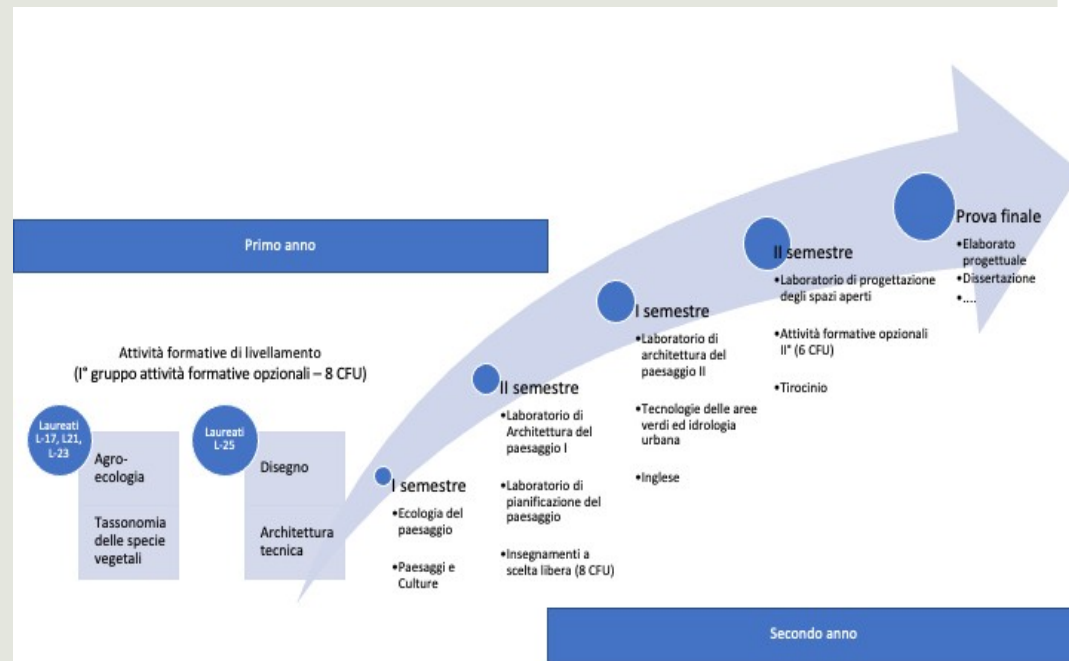 Primo anno
Attività formative di livellamento
(I° gruppo attività formative opzionali – 8 CFU)
Laureati
L-17, L21,
L-23
Agro-
ecologia
Tassonomia
delle specie
vegetali
Laureati
L-25
Disegno
Architettura
tecnica
I semestre
•Ecologia del
paesaggio
•Paesaggi e
Culture
II semestre
•Laboratorio di
Architettura del
paesaggio I
•Laboratorio di
pianificazione del
paesaggio
•Insegnamenti a
scelta libera (8 CFU)
I semestre
•Laboratorio di
architettura del
paesaggio II
•Tecnologie delle aree
verdi ed idrologia
urbana
•Inglese
II semestre
•Laboratorio di progettazione
degli spazi aperti
•Attività formative opzionali
II° (6 CFU)
•Tirocinio
Prova finale
•Elaborato
progettuale
•Dissertazione
•....
Secondo anno